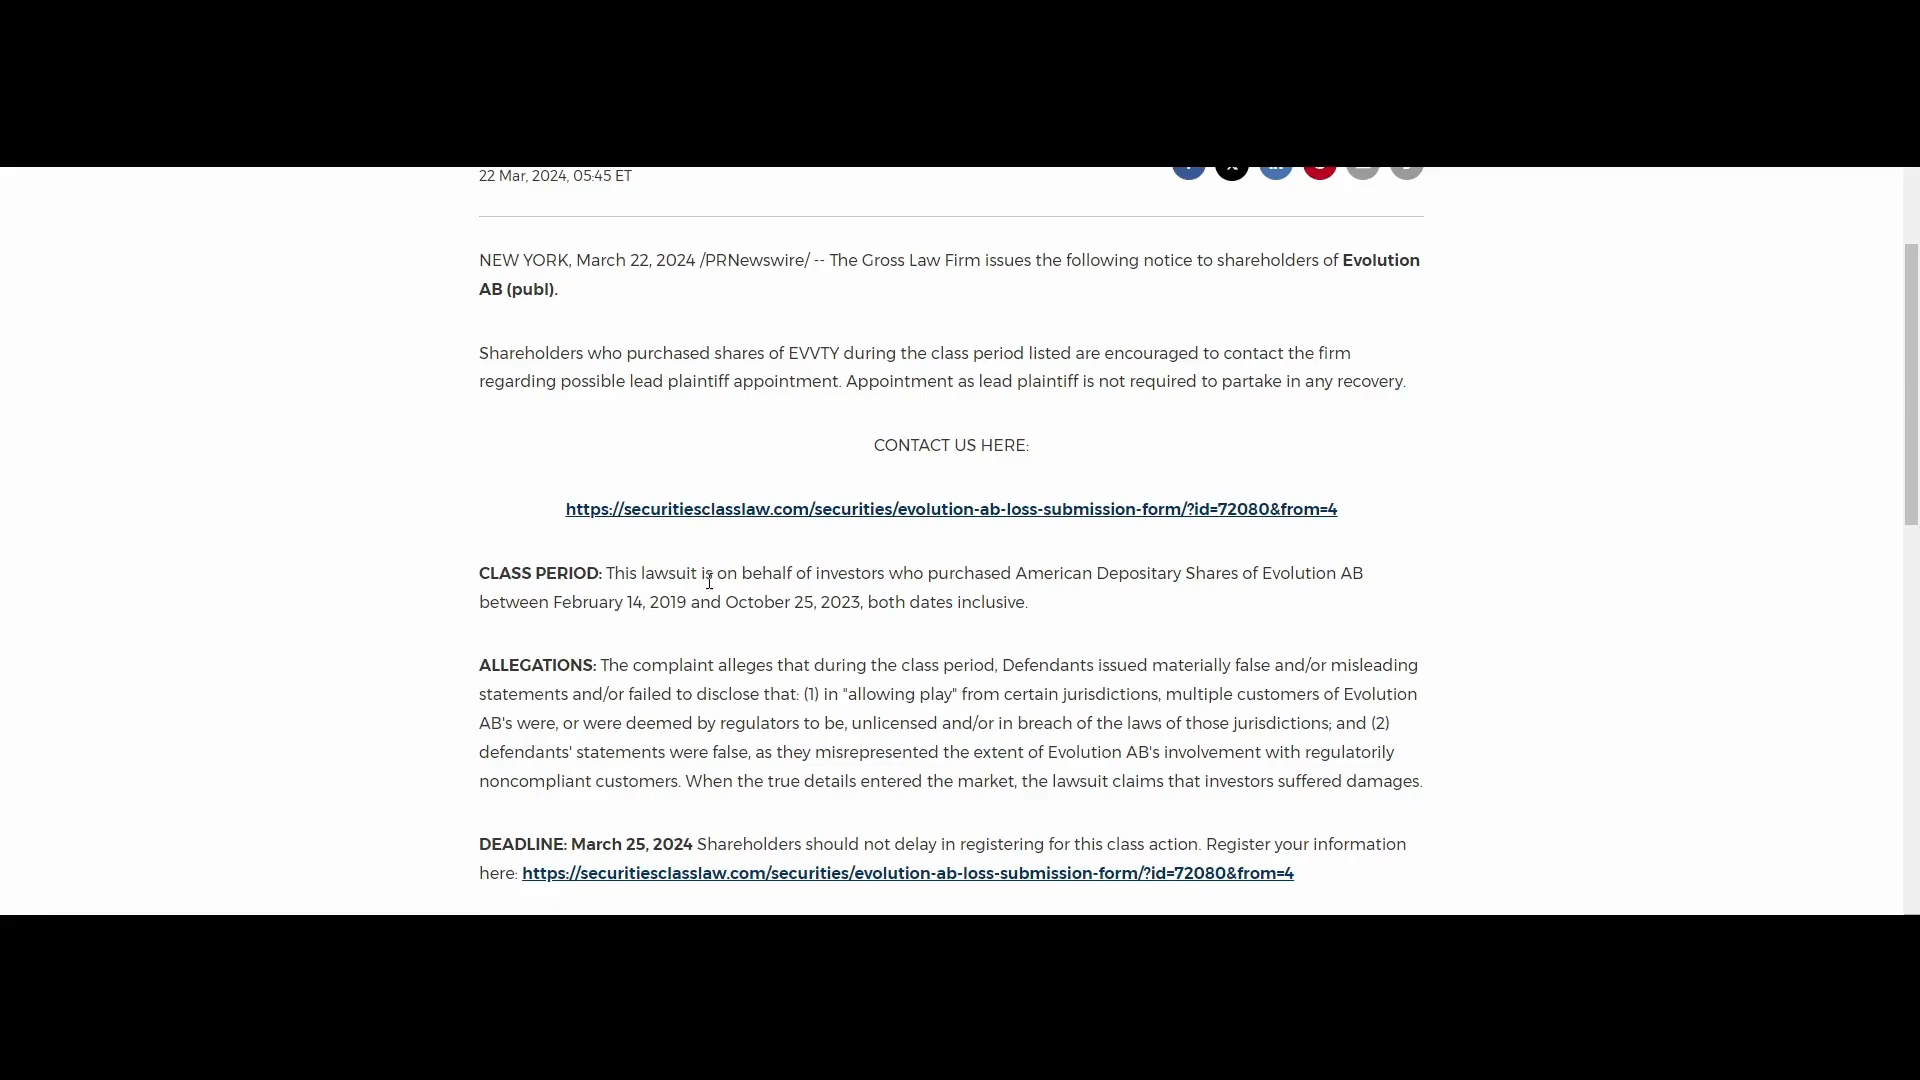 22 Mar, 2024, 05:45 ET
NEW YORK, March 22, 2024 /PRNewswire/ -- The Gross Law Firm issues the following notice to shareholders of Evolution
AB (publ).
Shareholders who purchased shares of EVVTY during the class period listed are encouraged to contact the firm
regarding possible lead plaintiff appointment. Appointment as lead plaintiff is not required to partake in any recovery.
CONTACT US HERE:
https://securitiesclasslaw.com/securities/evolution-ab-loss-submission-form/?id=72080&from=4
CLASS PERIOD: This lawsuit is on behalf of investors who purchased American Depositary Shares of Evolution AB
between February 14, 2019 and October 25, 2023, both dates inclusive.
ALLEGATIONS: The complaint alleges that during the class period, Defendants issued materially false and/or misleading
statements and/or failed to disclose that: (1) in "allowing play" from certain jurisdictions, multiple customers of Evolution
AB's were, or were deemed by regulators to be, unlicensed and/or in breach of the laws of those jurisdictions; and (2)
defendants' statements were false, as they misrepresented the extent of Evolution AB's involvement with regulatorily
noncompliant customers. When the true details entered the market, the lawsuit claims that investors suffered damages.
DEADLINE: March 25, 2024 Shareholders should not delay in registering for this class action. Register your information
here: https://securitiesclasslaw.com/securities/evolution-ab-loss-submission-form/?id=72080&from=4